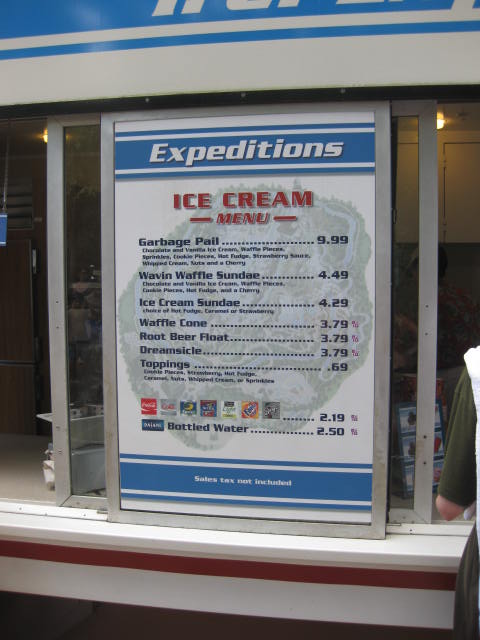 Expeditions
ICE CREAM
MENU
Garbage Pail 9.99
Chocolate and Vanilla Ice Cream, Waffle Pieces,
Sprinkles, Cookie Pieces, Hot Fudge, Strawberry Sauce,
Whipped Cream, Nuts and a Cherry
Wavin Waffle Sundae 4.49
Chocolate and Vanilla Ice Cream, Waffle Pieces,
Cookie Pieces, Hot Fudge, and a Cherry
Ice Cream Sundae 4.29
choice of Hot Fudge, Caramel or Strawberry
Waffle Cone 3.79
Root Beer Float 3.79
Dreamsicle 3.79
Toppings .69
Cookie Pieces, Strawberry, Hot Fudge,
Caramel, Nuts, Whipped Cream, or Sprinkles
Coca-Cola 2.19
DASANI Bottled Water 2.50
Sales tax not included